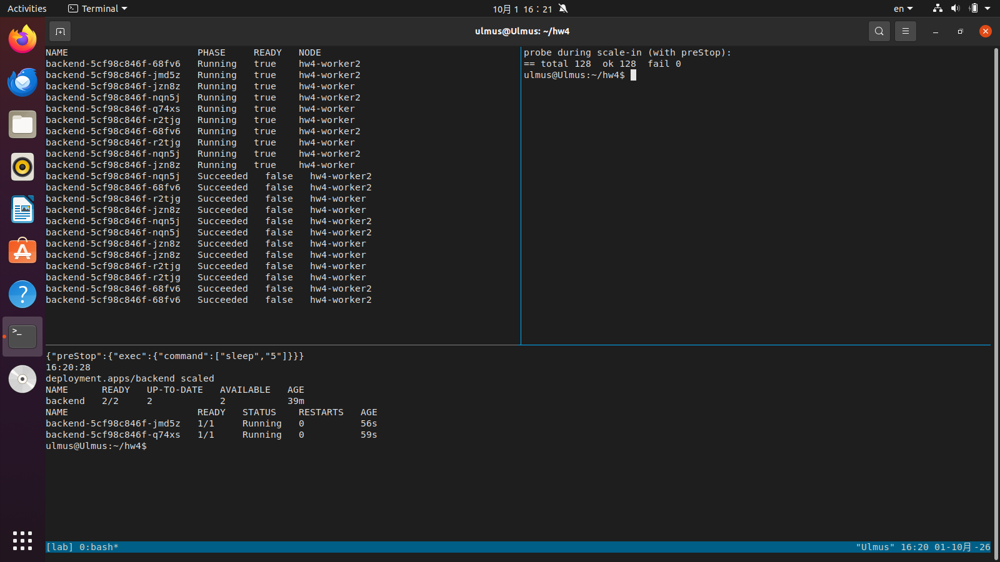 Activities
Terminal
10月 1 16：21
en
ulmus@Ulmus: ~/hw4
NAME                       PHASE     READY   NODE
backend-5cf98c846f-68fv6   Running   true    hw4-worker2
backend-5cf98c846f-jmd5z   Running   true    hw4-worker2
backend-5cf98c846f-jzn8z   Running   true    hw4-worker
backend-5cf98c846f-nqn5j   Running   true    hw4-worker2
backend-5cf98c846f-q74xs   Running   true    hw4-worker
backend-5cf98c846f-r2tjg   Running   true    hw4-worker
backend-5cf98c846f-68fv6   Running   true    hw4-worker2
backend-5cf98c846f-r2tjg   Running   true    hw4-worker
backend-5cf98c846f-nqn5j   Running   true    hw4-worker2
backend-5cf98c846f-jzn8z   Running   true    hw4-worker
backend-5cf98c846f-nqn5j   Succeeded   false   hw4-worker2
backend-5cf98c846f-68fv6   Succeeded   false   hw4-worker2
backend-5cf98c846f-r2tjg   Succeeded   false   hw4-worker
backend-5cf98c846f-jzn8z   Succeeded   false   hw4-worker
backend-5cf98c846f-nqn5j   Succeeded   false   hw4-worker2
backend-5cf98c846f-nqn5j   Succeeded   false   hw4-worker2
backend-5cf98c846f-jzn8z   Succeeded   false   hw4-worker
backend-5cf98c846f-jzn8z   Succeeded   false   hw4-worker
backend-5cf98c846f-r2tjg   Succeeded   false   hw4-worker
backend-5cf98c846f-r2tjg   Succeeded   false   hw4-worker
backend-5cf98c846f-68fv6   Succeeded   false   hw4-worker2
backend-5cf98c846f-68fv6   Succeeded   false   hw4-worker2
probe during scale-in (with preStop):
== total 128  ok 128  fail 0
ulmus@Ulmus:~/hw4$
{"preStop":{"exec":{"command":["sleep","5"]}}}
16:20:28
deployment.apps/backend scaled
NAME      READY   UP-TO-DATE   AVAILABLE   AGE
backend   2/2     2            2           39m
NAME                       READY   STATUS    RESTARTS   AGE
backend-5cf98c846f-jmd5z   1/1     Running   0          56s
backend-5cf98c846f-q74xs   1/1     Running   0          59s
ulmus@Ulmus:~/hw4$
[lab] 0:bash*
"Ulmus" 16:20 01-10月-26